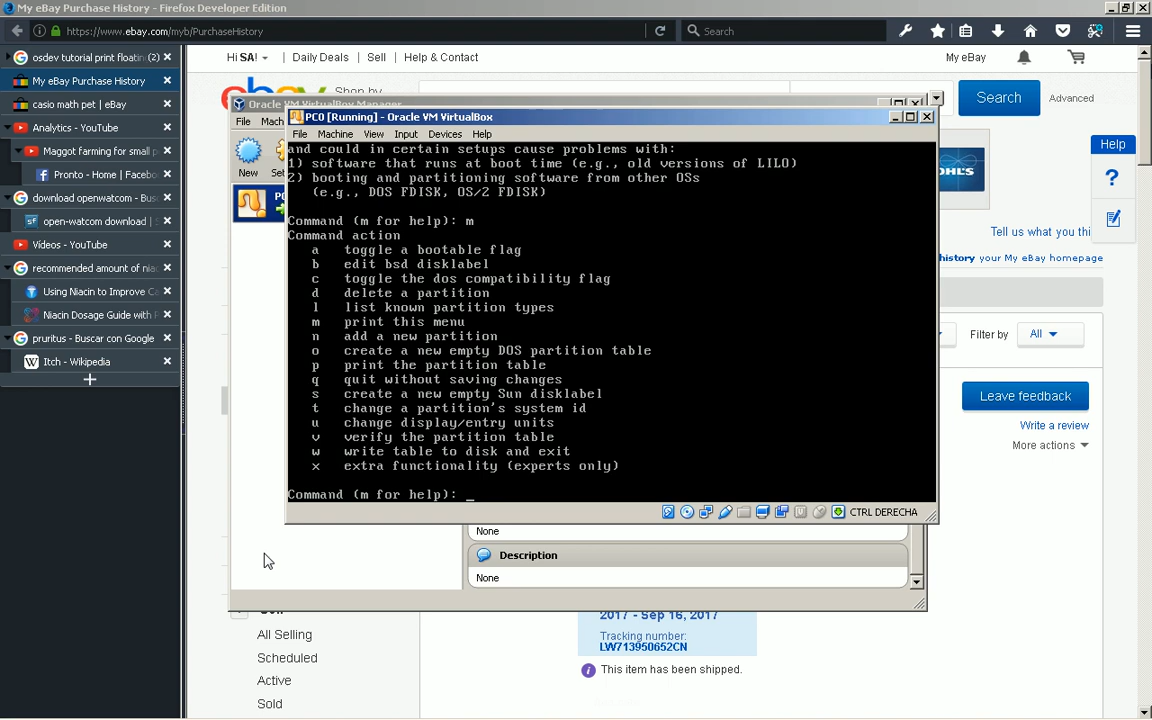 My eBay Purchase History - Firefox Developer Edition
https://www.ebay.com/myb/PurchaseHistory
Search
osdev tutorial print floatin (2)
My eBay Purchase History
casio math pet | eBay
Analytics - YouTube
Maggot farming for small p
Pronto - Home | Faceboo
download openwatcom - Bus
open-watcom download |
Vídeos - YouTube
recommended amount of niac
Using Niacin to Improve Ca
Niacin Dosage Guide with
pruritus - Buscar con Google
Itch - Wikipedia
Hi SA!
Daily Deals
Sell
Help & Contact
My eBay
ebay
Shop by
Search
Advanced
Oracle VM VirtualBox Manager
File
Mach
New
PC0 [Running] - Oracle VM VirtualBox
File Machine View Input Devices Help
and could in certain setups cause problems with:
1) software that runs at boot time (e.g., old versions of LILO)
2) booting and partitioning software from other OSs
(e.g., DOS FDISK, OS/2 FDISK)
Command (m for help): m
Command action
a toggle a bootable flag
b edit bsd disklabel
c toggle the dos compatibility flag
d delete a partition
l list known partition types
m print this menu
n add a new partition
o create a new empty DOS partition table
p print the partition table
q quit without saving changes
s create a new empty Sun disklabel
t change a partition's system id
u change display/entry units
v verify the partition table
w write table to disk and exit
x extra functionality (experts only)
Command (m for help): _
CTRL DERECHA
None
Description
None
Help
?
Tell us what you thi
history your My eBay homepage
Filter by
All
Leave feedback
Write a review
More actions
2017 - Sep 16, 2017
Tracking number:
LW713950652CN
This item has been shipped.
All Selling
Scheduled
Active
Sold